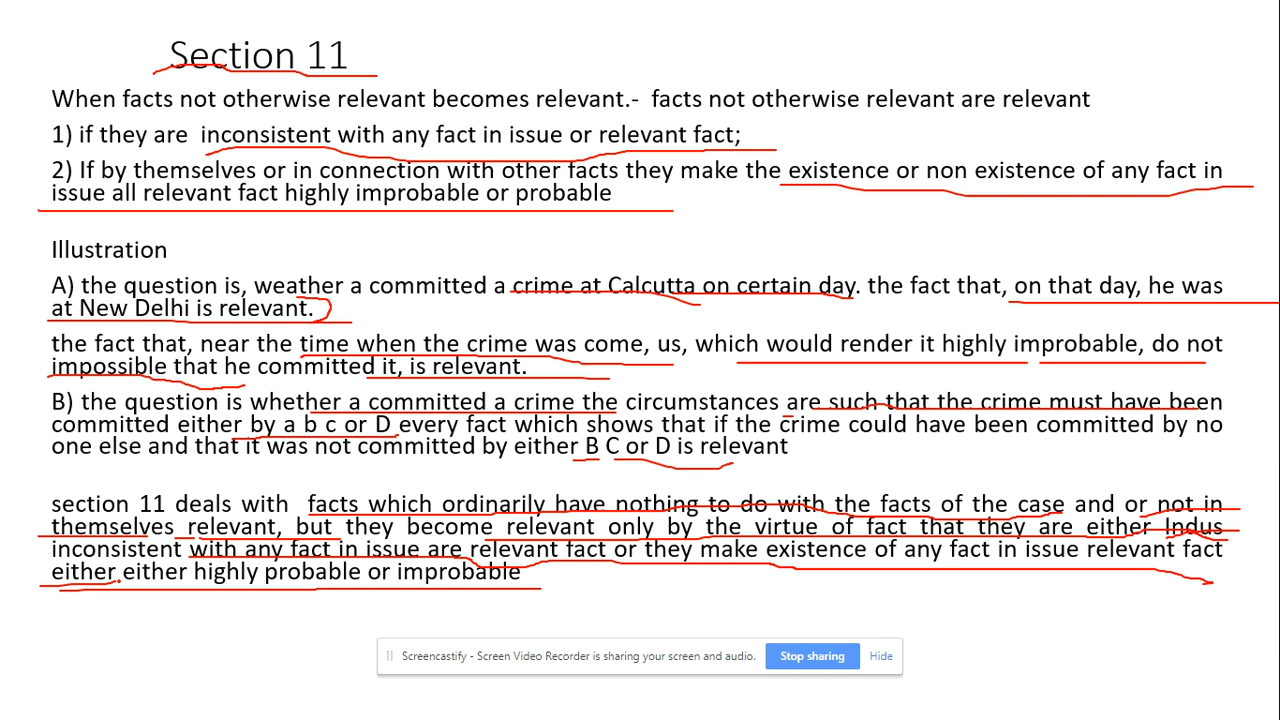 Section 11
When facts not otherwise relevant becomes relevant.- facts not otherwise relevant are relevant
1) if they are inconsistent with any fact in issue or relevant fact;
2) If by themselves or in connection with other facts they make the existence or non existence of any fact in
issue all relevant fact highly improbable or probable
Illustration
A) the question is, weather a committed a crime at Calcutta on certain day. the fact that, on that day, he was
at New Delhi is relevant.
the fact that, near the time when the crime was come, us, which would render it highly improbable, do not
impossible that he committed it, is relevant.
B) the question is whether a committed a crime the circumstances are such that the crime must have been
committed either by a b c or D every fact which shows that if the crime could have been committed by no
one else and that it was not committed by either B C or D is relevant
section 11 deals with facts which ordinarily have nothing to do with the facts of the case and or not in
themselves relevant, but they become relevant only by the virtue of fact that they are either Indus
inconsistent with any fact in issue are relevant fact or they make existence of any fact in issue relevant fact
either either highly probable or improbable
Screencastify - Screen Video Recorder is sharing your screen and audio. Stop sharing Hide